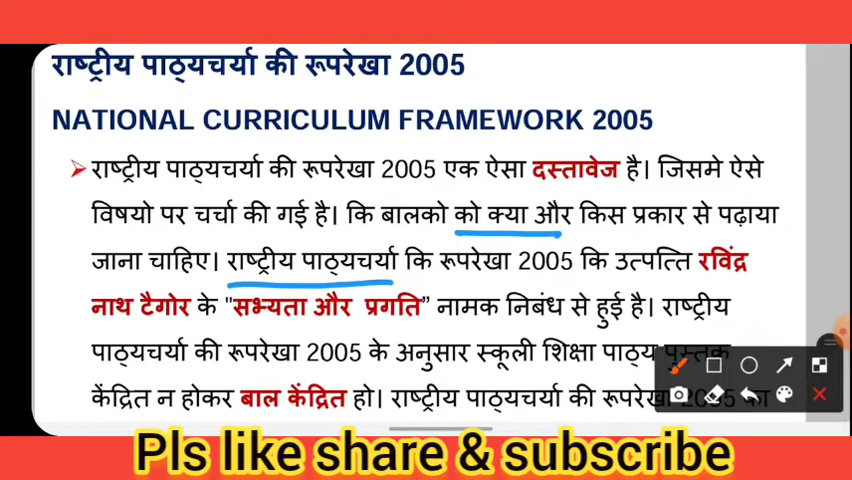 राष्ट्रीय पाठ्यचर्या की रूपरेखा 2005
NATIONAL CURRICULUM FRAMEWORK 2005
राष्ट्रीय पाठ्यचर्या की रूपरेखा 2005 एक ऐसा दस्तावेज है। जिसमे ऐसे
विषयो पर चर्चा की गई है। कि बालको को क्या और किस प्रकार से पढ़ाया
जाना चाहिए। राष्ट्रीय पाठ्यचर्या कि रूपरेखा 2005 कि उत्पत्ति रविंद्र
नाथ टैगोर के "सभ्यता और प्रगति” नामक निबंध से हुई है। राष्ट्रीय
पाठ्यचर्या की रूपरेखा 2005 के अनुसार स्कूली शिक्षा पाठ्य पुस्तक
केंद्रित न होकर बाल केंद्रित हो। राष्ट्रीय पाठ्यचर्या की रूपरेखा 2005 का
Pls like share & subscribe